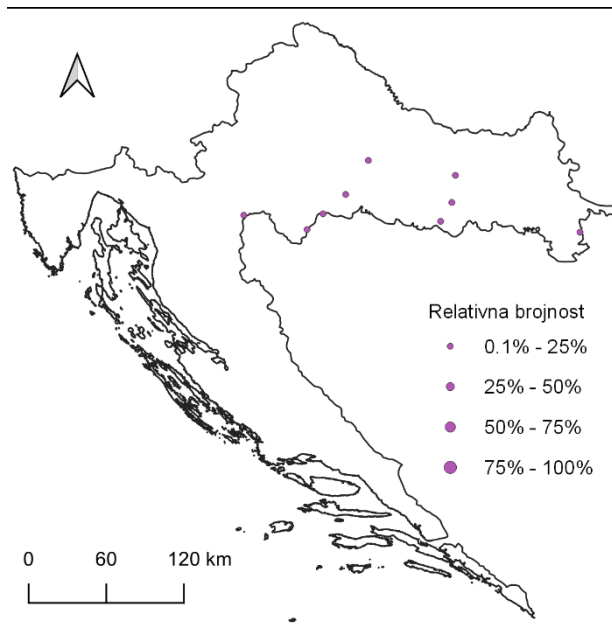 Relativna brojnost
0.1% - 25%
25% - 50%
50% - 75%
75% - 100%
0 60 120 km